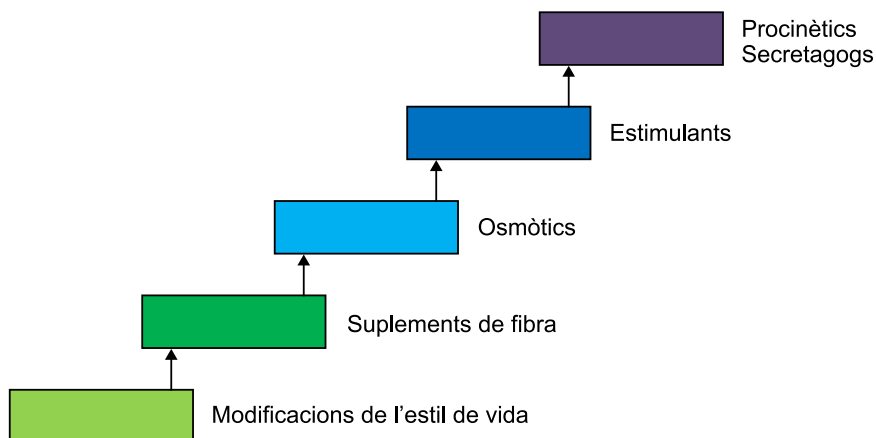 Procinètics
Secretagogs
Estimulants
Osmòtics
Suplements de fibra
Modificacions de l’estil de vida